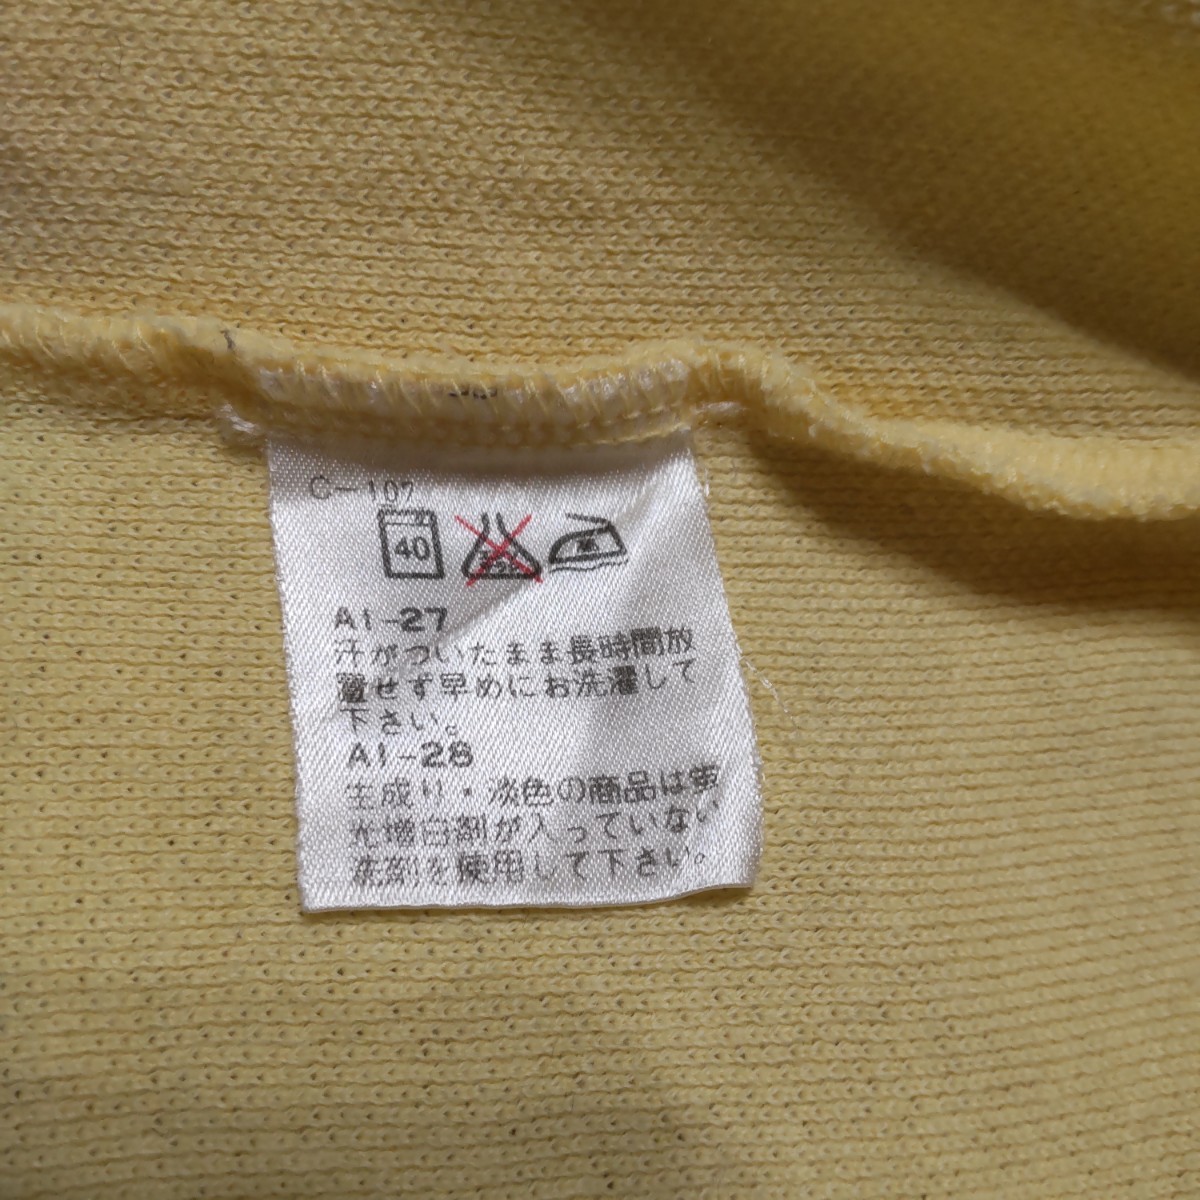 C-107
40
A1-27
汗がついたまま長時間放
置せず早めにお洗濯して
下さい。
A1-28
生成り・淡色の商品は蛍
光増白剤が入っていない
洗剤を使用して下さい。